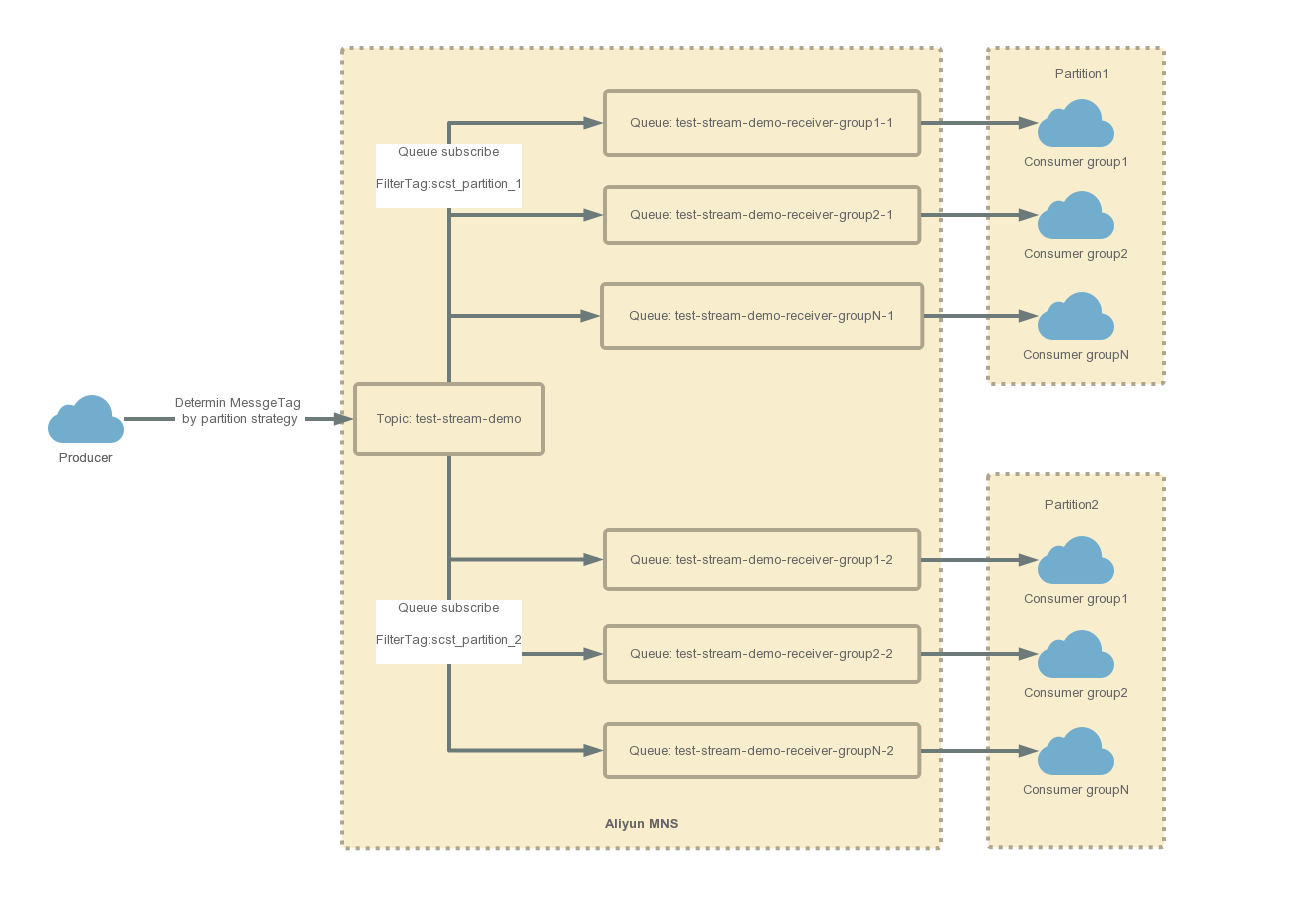 Partition1
Queue: test-stream-demo-receiver-group1-1
Queue subscribe
FilterTag:scst_partition_1
Consumer group1
Queue: test-stream-demo-receiver-group2-1
Consumer group2
Queue: test-stream-demo-receiver-groupN-1
Consumer groupN
Determin MessgeTag
by partition strategy
Topic: test-stream-demo
Producer
Partition2
Queue: test-stream-demo-receiver-group1-2
Consumer group1
Queue subscribe
FilterTag:scst_partition_2
Queue: test-stream-demo-receiver-group2-2
Consumer group2
Queue: test-stream-demo-receiver-groupN-2
Consumer groupN
Aliyun MNS